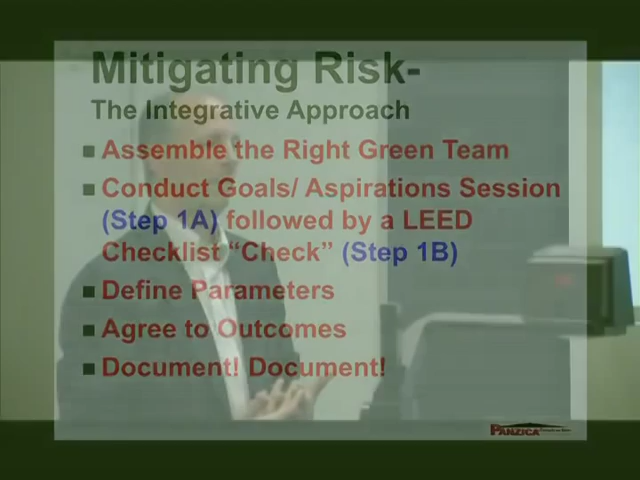 Mitigating Risk-
The Integrative Approach
Assemble the Right Green Team
Conduct Goals/ Aspirations Session
(Step 1A) followed by a LEED
Checklist “Check” (Step 1B)
Define Parameters
Agree to Outcomes
Document! Document!
PANZICA